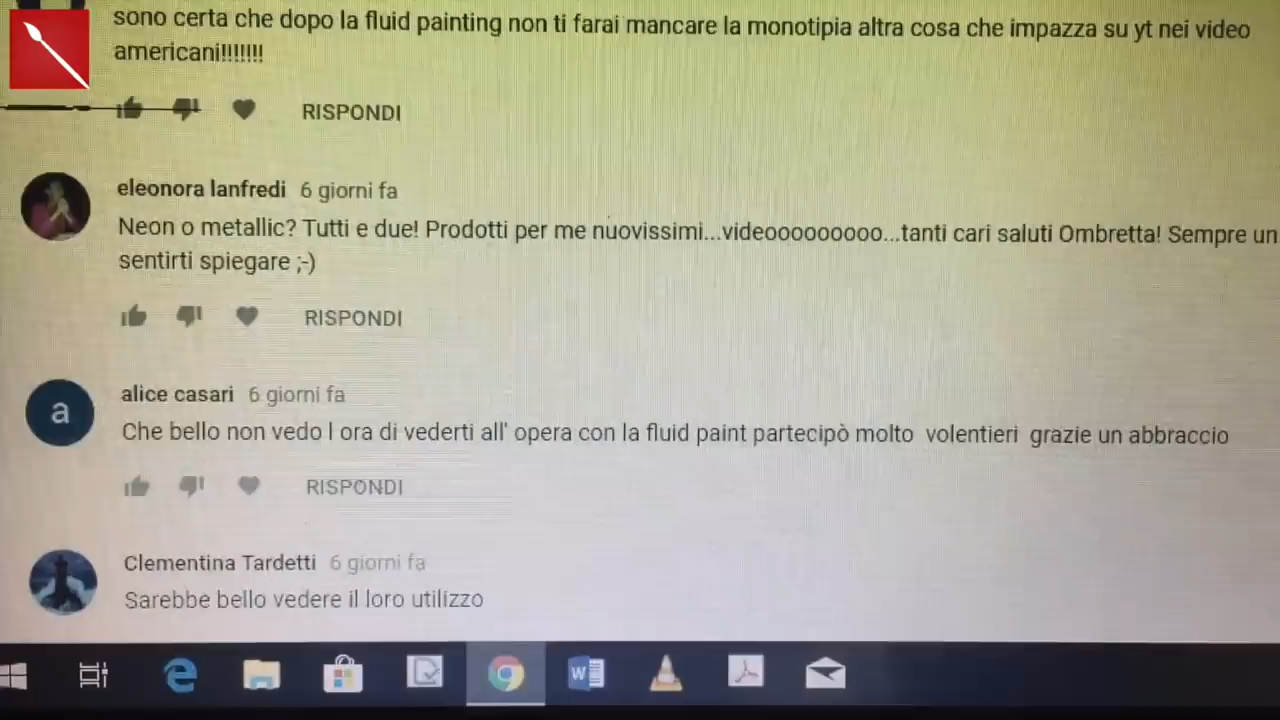 sono certa che dopo la fluid painting non ti farai mancare la monotipia altra cosa che impazza su yt nei video
americani!!!!!!!
RISPONDI
eleonora lanfredi 6 giorni fa
Neon o metallic? Tutti e due! Prodotti per me nuovissimi...videooooooooo...tanti cari saluti Ombretta! Sempre un
sentirti spiegare ;-)
RISPONDI
a
alice casari 6 giorni fa
Che bello non vedo l ora di vederti all' opera con la fluid paint partecipò molto volentieri grazie un abbraccio
RISPONDI
Clementina Tardetti 6 giorni fa
Sarebbe bello vedere il loro utilizzo